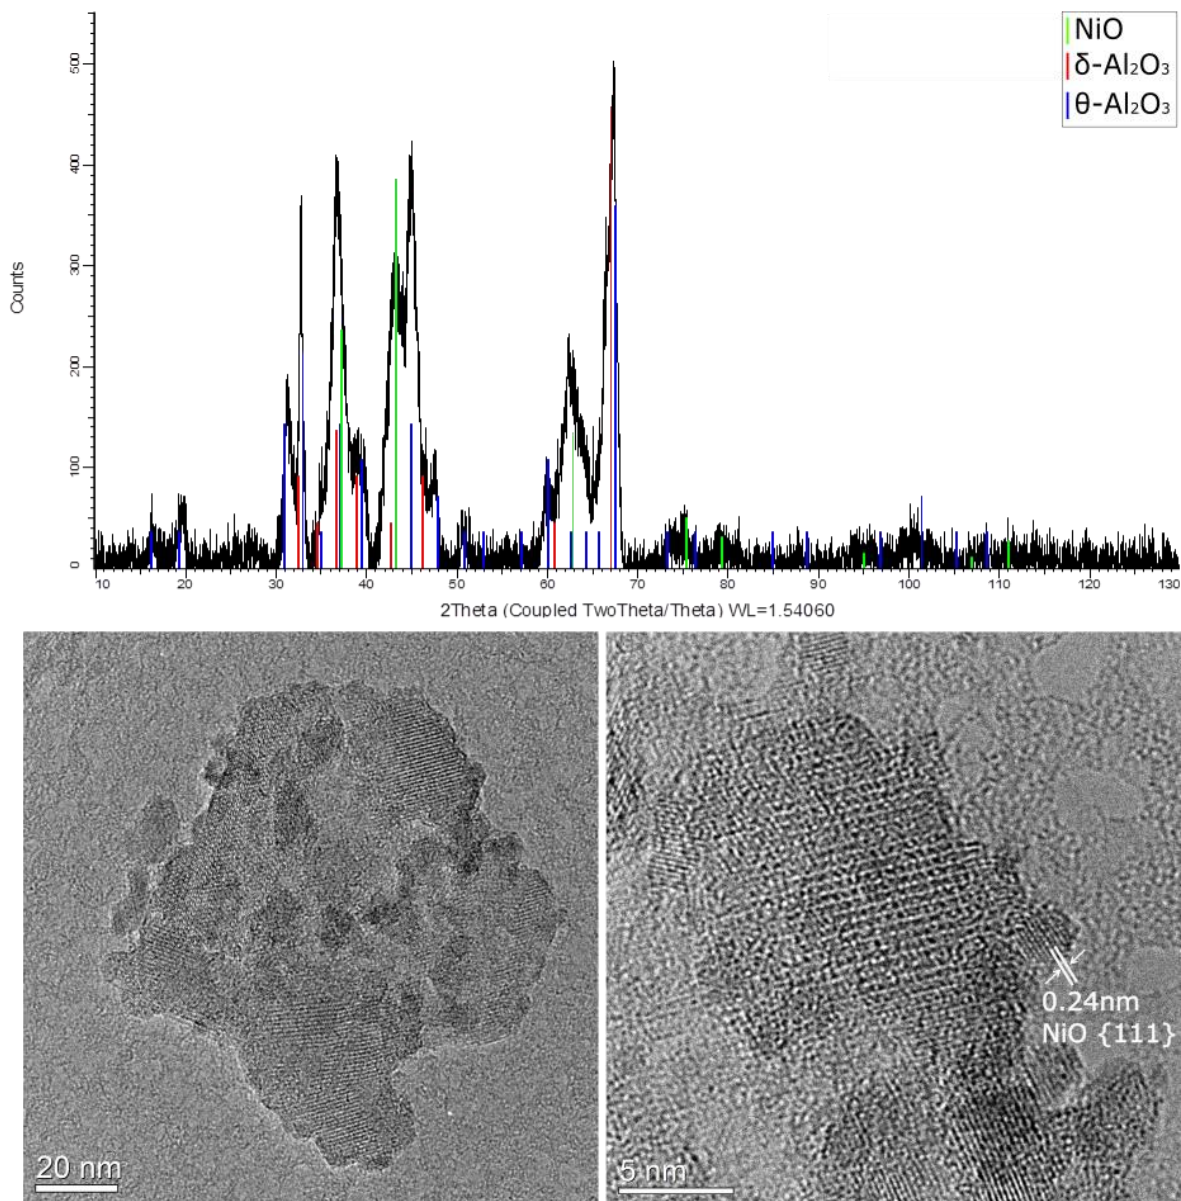 NiO
δ-Al₂O₃
θ-Al₂O₃
500
400
300
200
100
0
Counts
10 20 30 40 50 60 70 80 90 100 110 120 130
2Theta (Coupled TwoTheta/Theta) WL=1.54060
20 nm
0.24nm
NiO {111}
5 nm